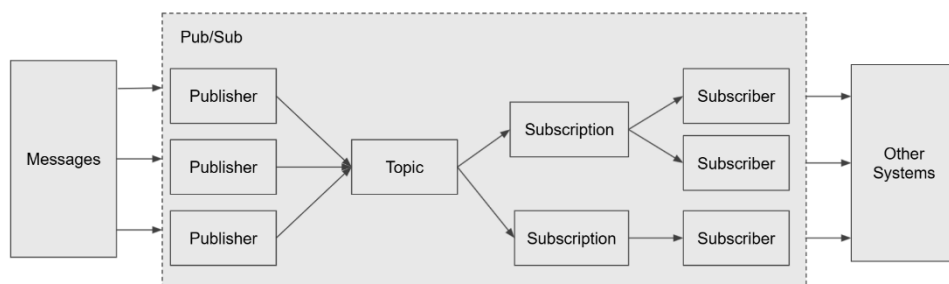 Pub/Sub
Messages
Publisher
Publisher
Publisher
Topic
Subscription
Subscription
Subscriber
Subscriber
Subscriber
Other
Systems